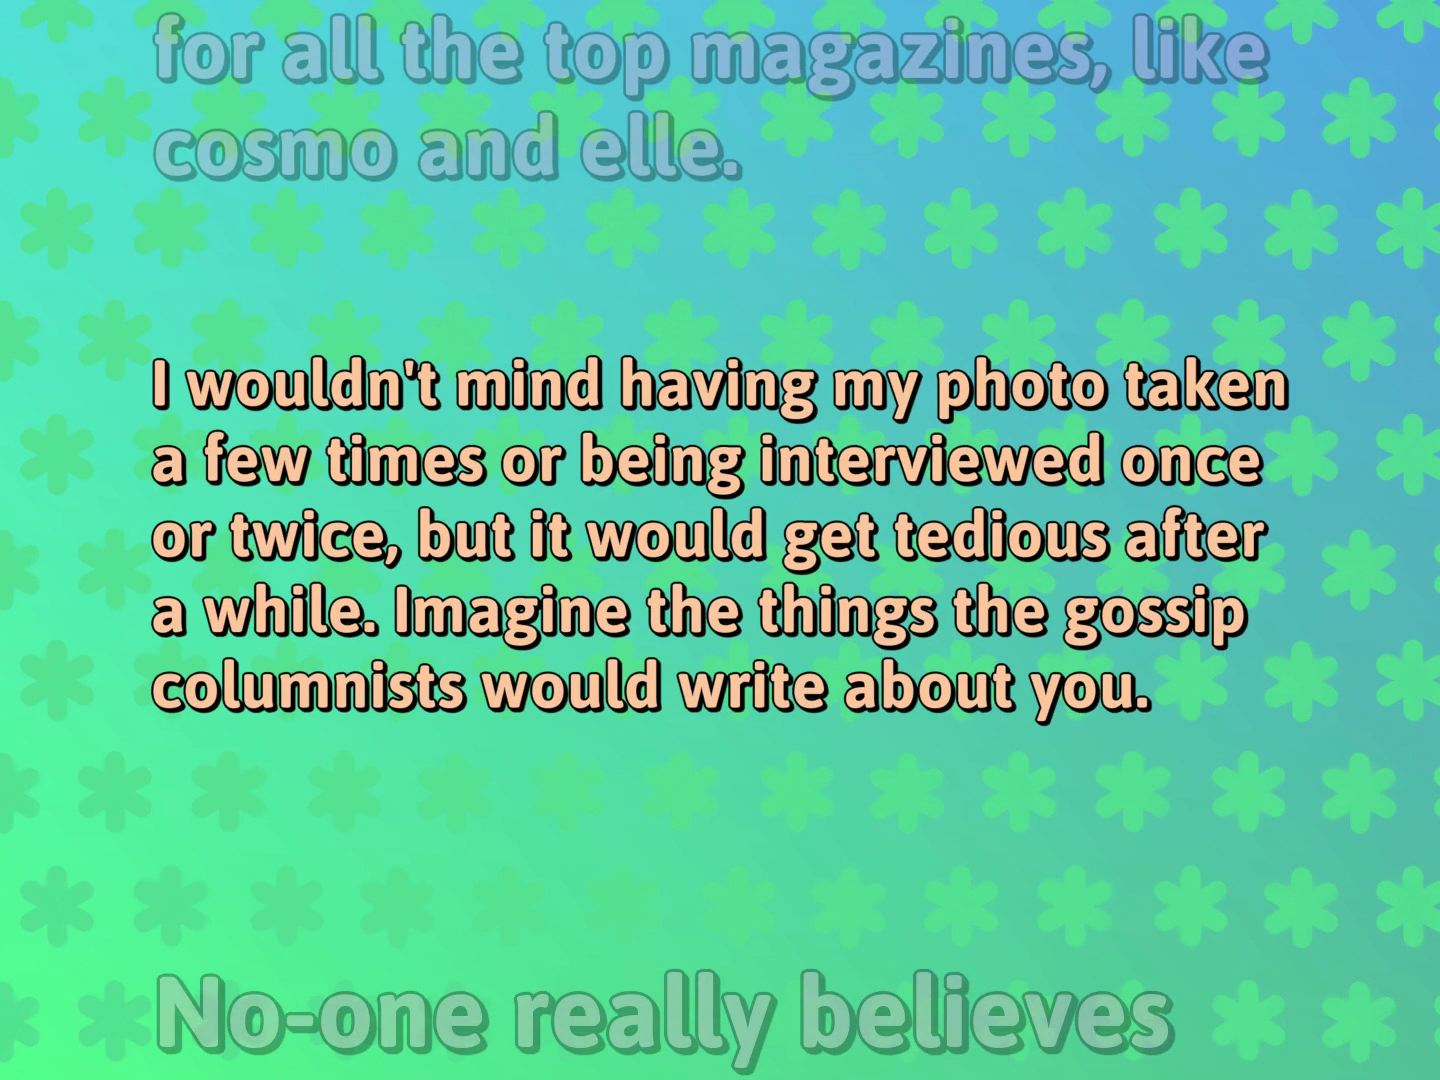 for all the top magazines, like
cosmo and elle.
I wouldn't mind having my photo taken
a few times or being interviewed once
or twice, but it would get tedious after
a while. Imagine the things the gossip
columnists would write about you.
No-one really believes